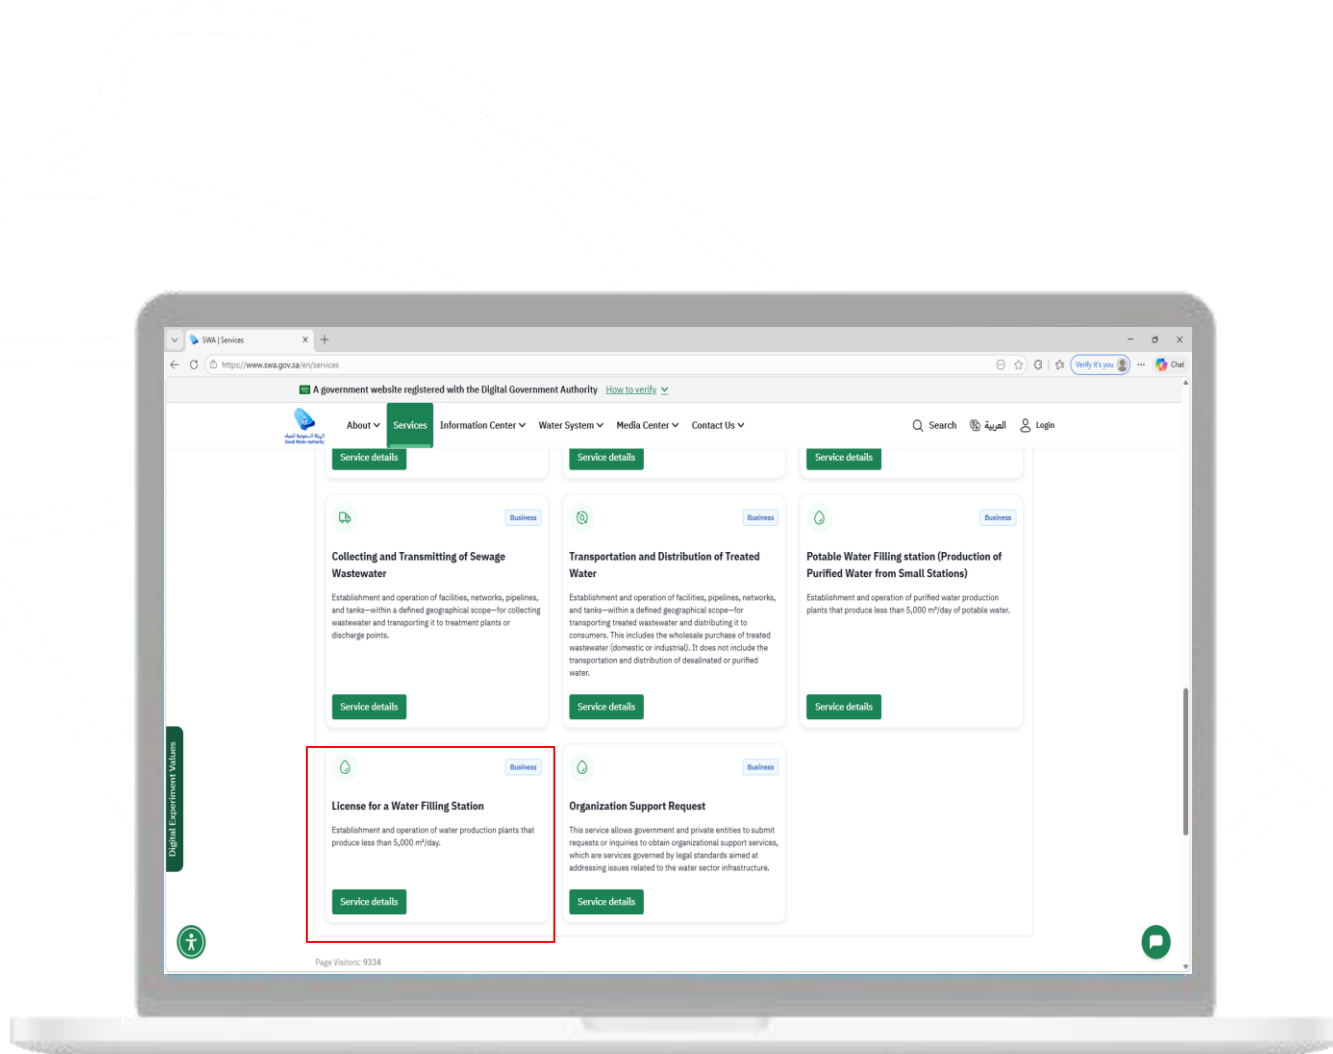 SWA | Services
https://www.swa.gov.sa/en/services
Verify it's you
Chat
A government website registered with the Digital Government Authority How to verify
الهيئة السعودية للمياه
Saudi Water Authority
About
Services
Information Center
Water System
Media Center
Contact Us
Search
العربية
Login
Service details
Service details
Service details
Business
Collecting and Transmitting of Sewage
Wastewater
Establishment and operation of facilities, networks, pipelines,
and tanks—within a defined geographical scope—for collecting
wastewater and transporting it to treatment plants or
discharge points.
Service details
Business
Transportation and Distribution of Treated
Water
Establishment and operation of facilities, pipelines, networks,
and tanks—within a defined geographical scope—for
transporting treated wastewater and distributing it to
consumers. This includes the wholesale purchase of treated
wastewater (domestic or industrial). It does not include the
transportation and distribution of desalinated or purified
water.
Service details
Business
Potable Water Filling station (Production of
Purified Water from Small Stations)
Establishment and operation of purified water production
plants that produce less than 5,000 m³/day of potable water.
Service details
Business
License for a Water Filling Station
Establishment and operation of water production plants that
produce less than 5,000 m³/day.
Service details
Business
Organization Support Request
This service allows government and private entities to submit
requests or inquiries to obtain organizational support services,
which are services governed by legal standards aimed at
addressing issues related to the water sector infrastructure.
Service details
Digital Experiment Values
Page Visitors: 9334